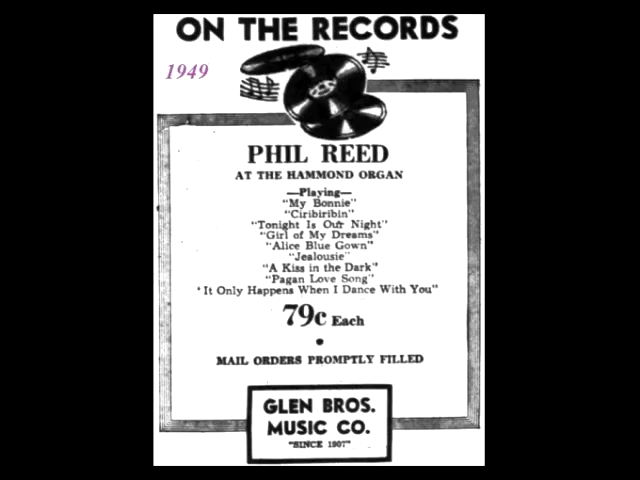 ON THE RECORDS
1949
PHIL REED
AT THE HAMMOND ORGAN
—Playing—
"My Bonnie"
"Ciribiribin"
"Tonight Is Our Night"
"Girl of My Dreams"
"Alice Blue Gown"
"Jealousie"
"A Kiss in the Dark"
"Pagan Love Song"
"It Only Happens When I Dance With You"
79c Each
•
MAIL ORDERS PROMPTLY FILLED
GLEN BROS.
MUSIC CO.
"SINCE 1907"